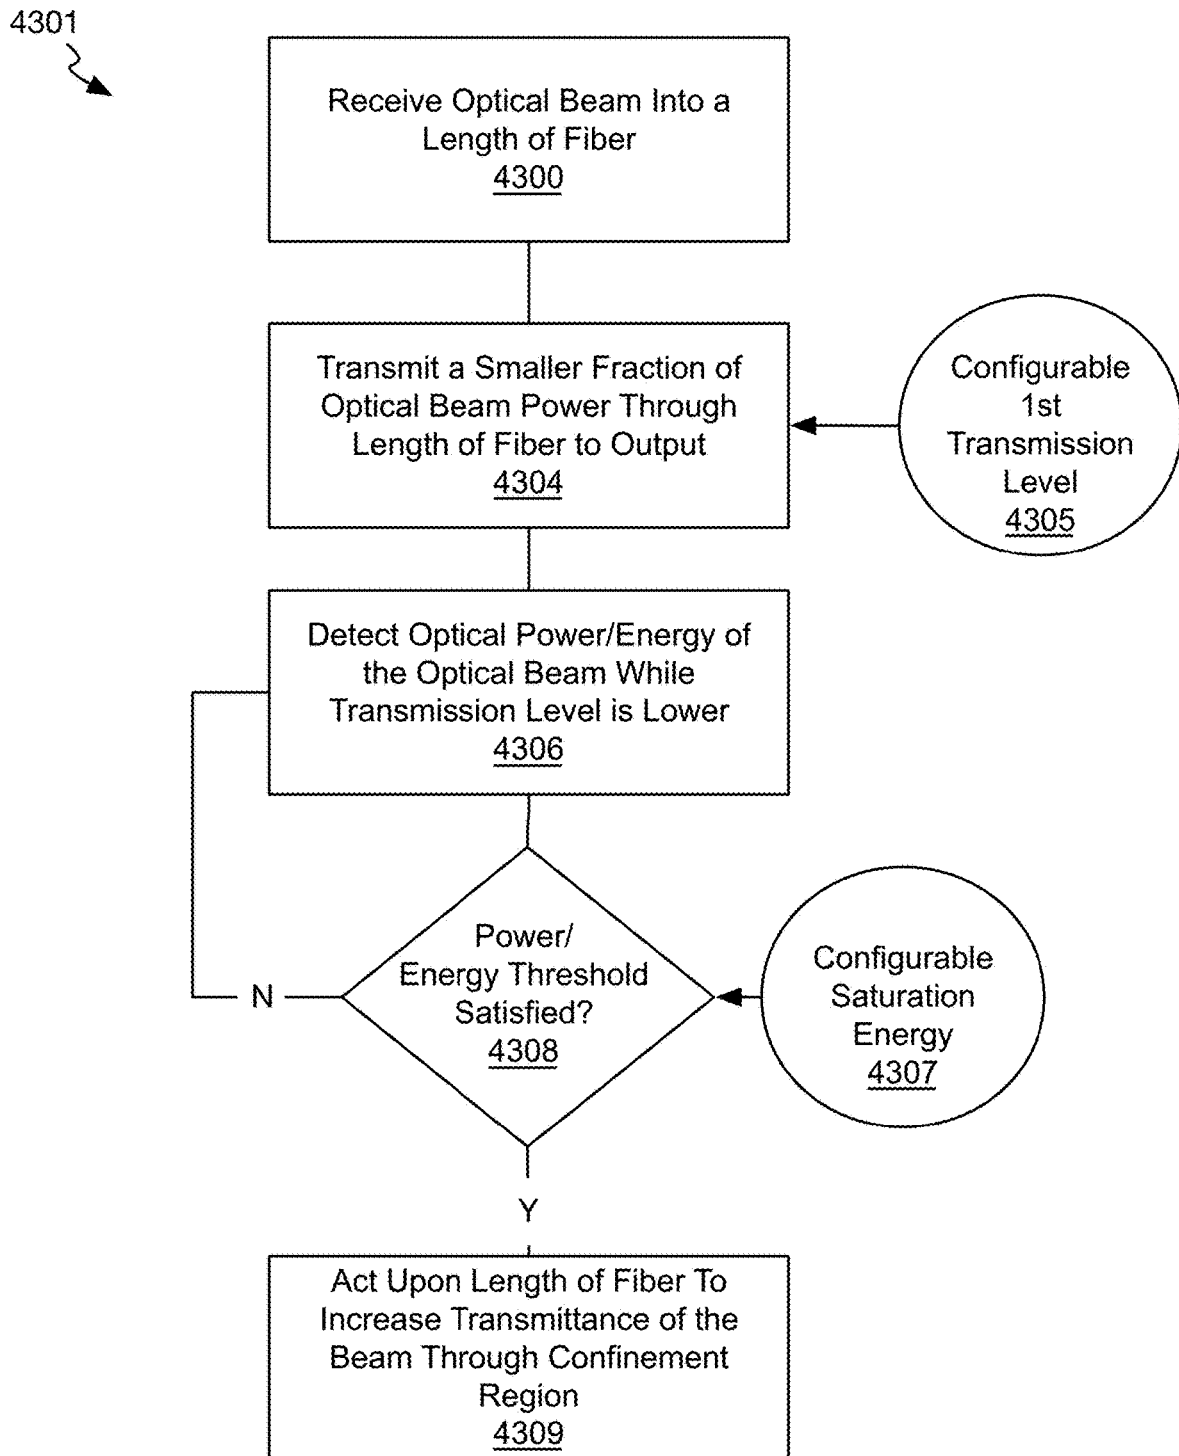 4301
Receive Optical Beam Into a
Length of Fiber
4300
Transmit a Smaller Fraction of
Optical Beam Power Through
Length of Fiber to Output
4304
Configurable
1st
Transmission
Level
4305
Detect Optical Power/Energy of
the Optical Beam While
Transmission Level is Lower
4306
Power/
Energy Threshold
Satisfied?
4308
N
Configurable
Saturation
Energy
4307
Y
Act Upon Length of Fiber To
Increase Transmittance of the
Beam Through Confinement
Region
4309